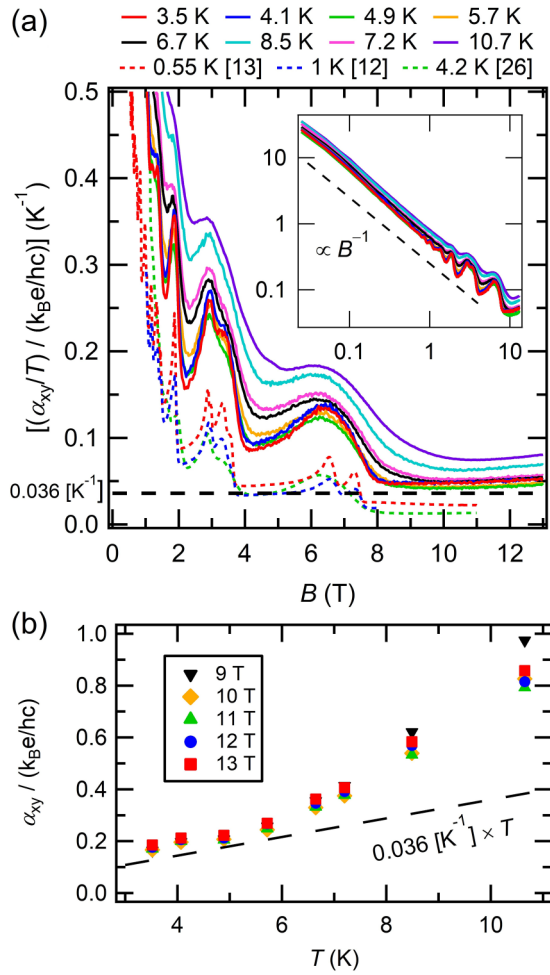 (a)
3.5 K 4.1 K 4.9 K 5.7 K
6.7 K 8.5 K 7.2 K 10.7 K
0.55 K [13] 1 K [12] 4.2 K [26]
[(α_xy/T) / (k_Be/hc)] (K⁻¹)
0.5
0.4
0.3
0.2
0.1
0.036 [K⁻¹]
0.0
10
1
0.1
∝ B⁻¹
0.1 1 10
0 2 4 6 8 10 12
B (T)
(b)
α_xy / (k_Be/hc)
1.0
0.8
0.6
0.4
0.2
0.0
9 T
10 T
11 T
12 T
13 T
0.036 [K⁻¹] × T
4 6 8 10
T (K)